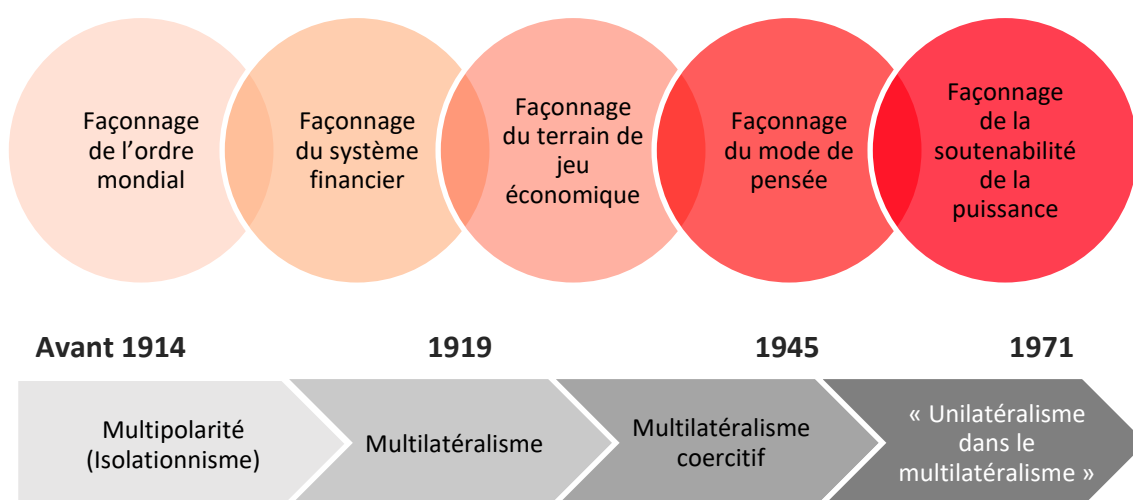 Façonnage
de l’ordre
mondial
Façonnage
du système
financier
Façonnage
du terrain de
jeu
économique
Façonnage
du mode de
pensée
Façonnage
de la
soutenabilité
de la
puissance
Avant 1914
1919
1945
1971
Multipolarité
(Isolationnisme)
Multilatéralisme
Multilatéralisme
coercitif
« Unilatéralisme
dans le
multilatéralisme »